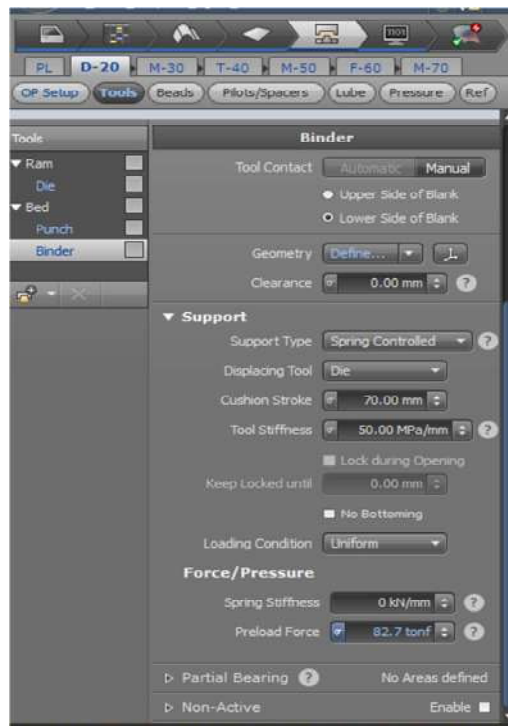 PL D-20 M-30 T-40 M-50 F-60 M-70
OP Setup Tools Beads Pilots/Spacers Lube Pressure Ref
Tools
Ram
Die
Bed
Punch
Binder
Binder
Tool Contact Automatic Manual
Upper Side of Blank
Lower Side of Blank
Geometry Define...
Clearance 0.00 mm ?
Support
Support Type Spring Controlled ?
Displacing Tool Die
Cushion Stroke 70.00 mm
Tool Stiffness 50.00 MPa/mm ?
Lock during Opening
Keep Locked until 0.00 mm
No Bottoming
Loading Condition Uniform
Force/Pressure
Spring Stiffness 0 kN/mm ?
Preload Force 82.7 tonf ?
Partial Bearing ? No Areas defined
Non-Active Enable